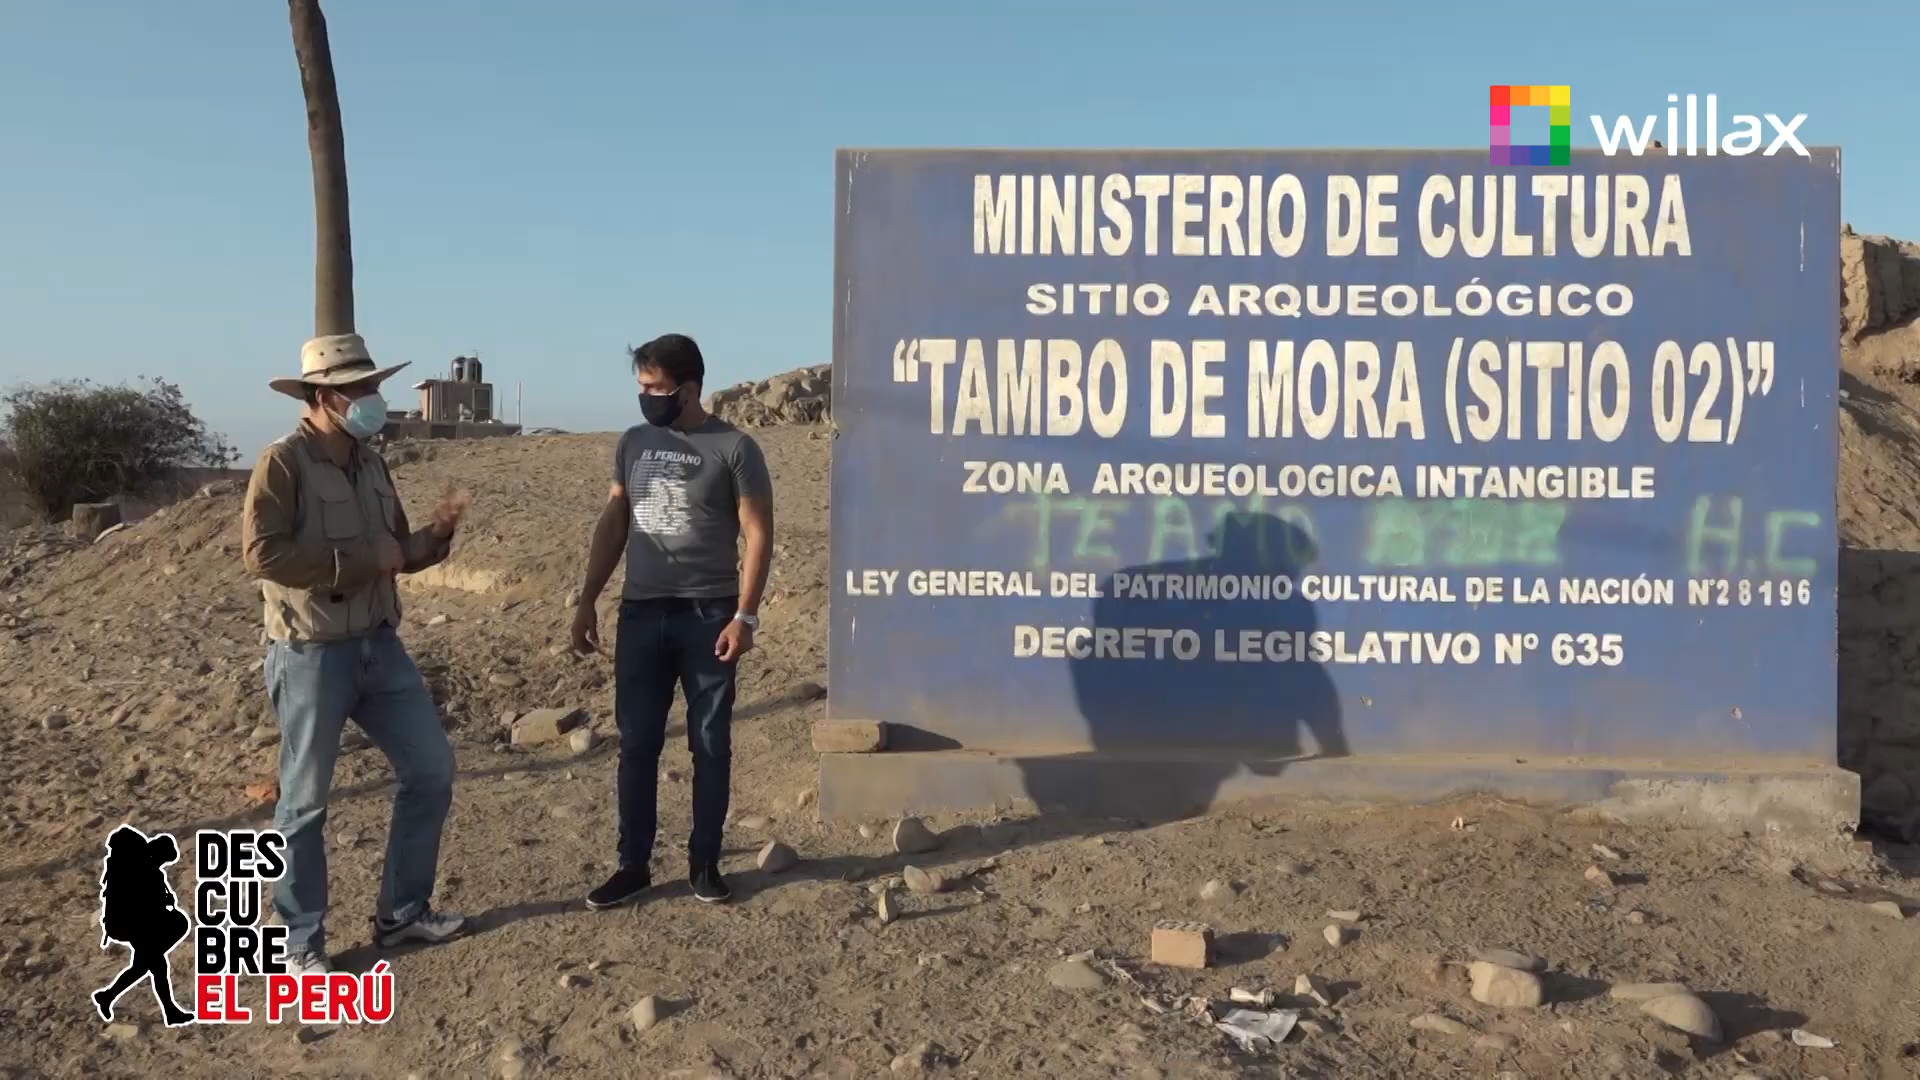 willax
MINISTERIO DE CULTURA
SITIO ARQUEOLÓGICO
“TAMBO DE MORA (SITIO 02)”
ZONA ARQUEOLOGICA INTANGIBLE
TE AMO H.C
LEY GENERAL DEL PATRIMONIO CULTURAL DE LA NACIÓN N°28196
DECRETO LEGISLATIVO Nº 635
EL PERUANO
DES
CU
BRE
EL PERÚ